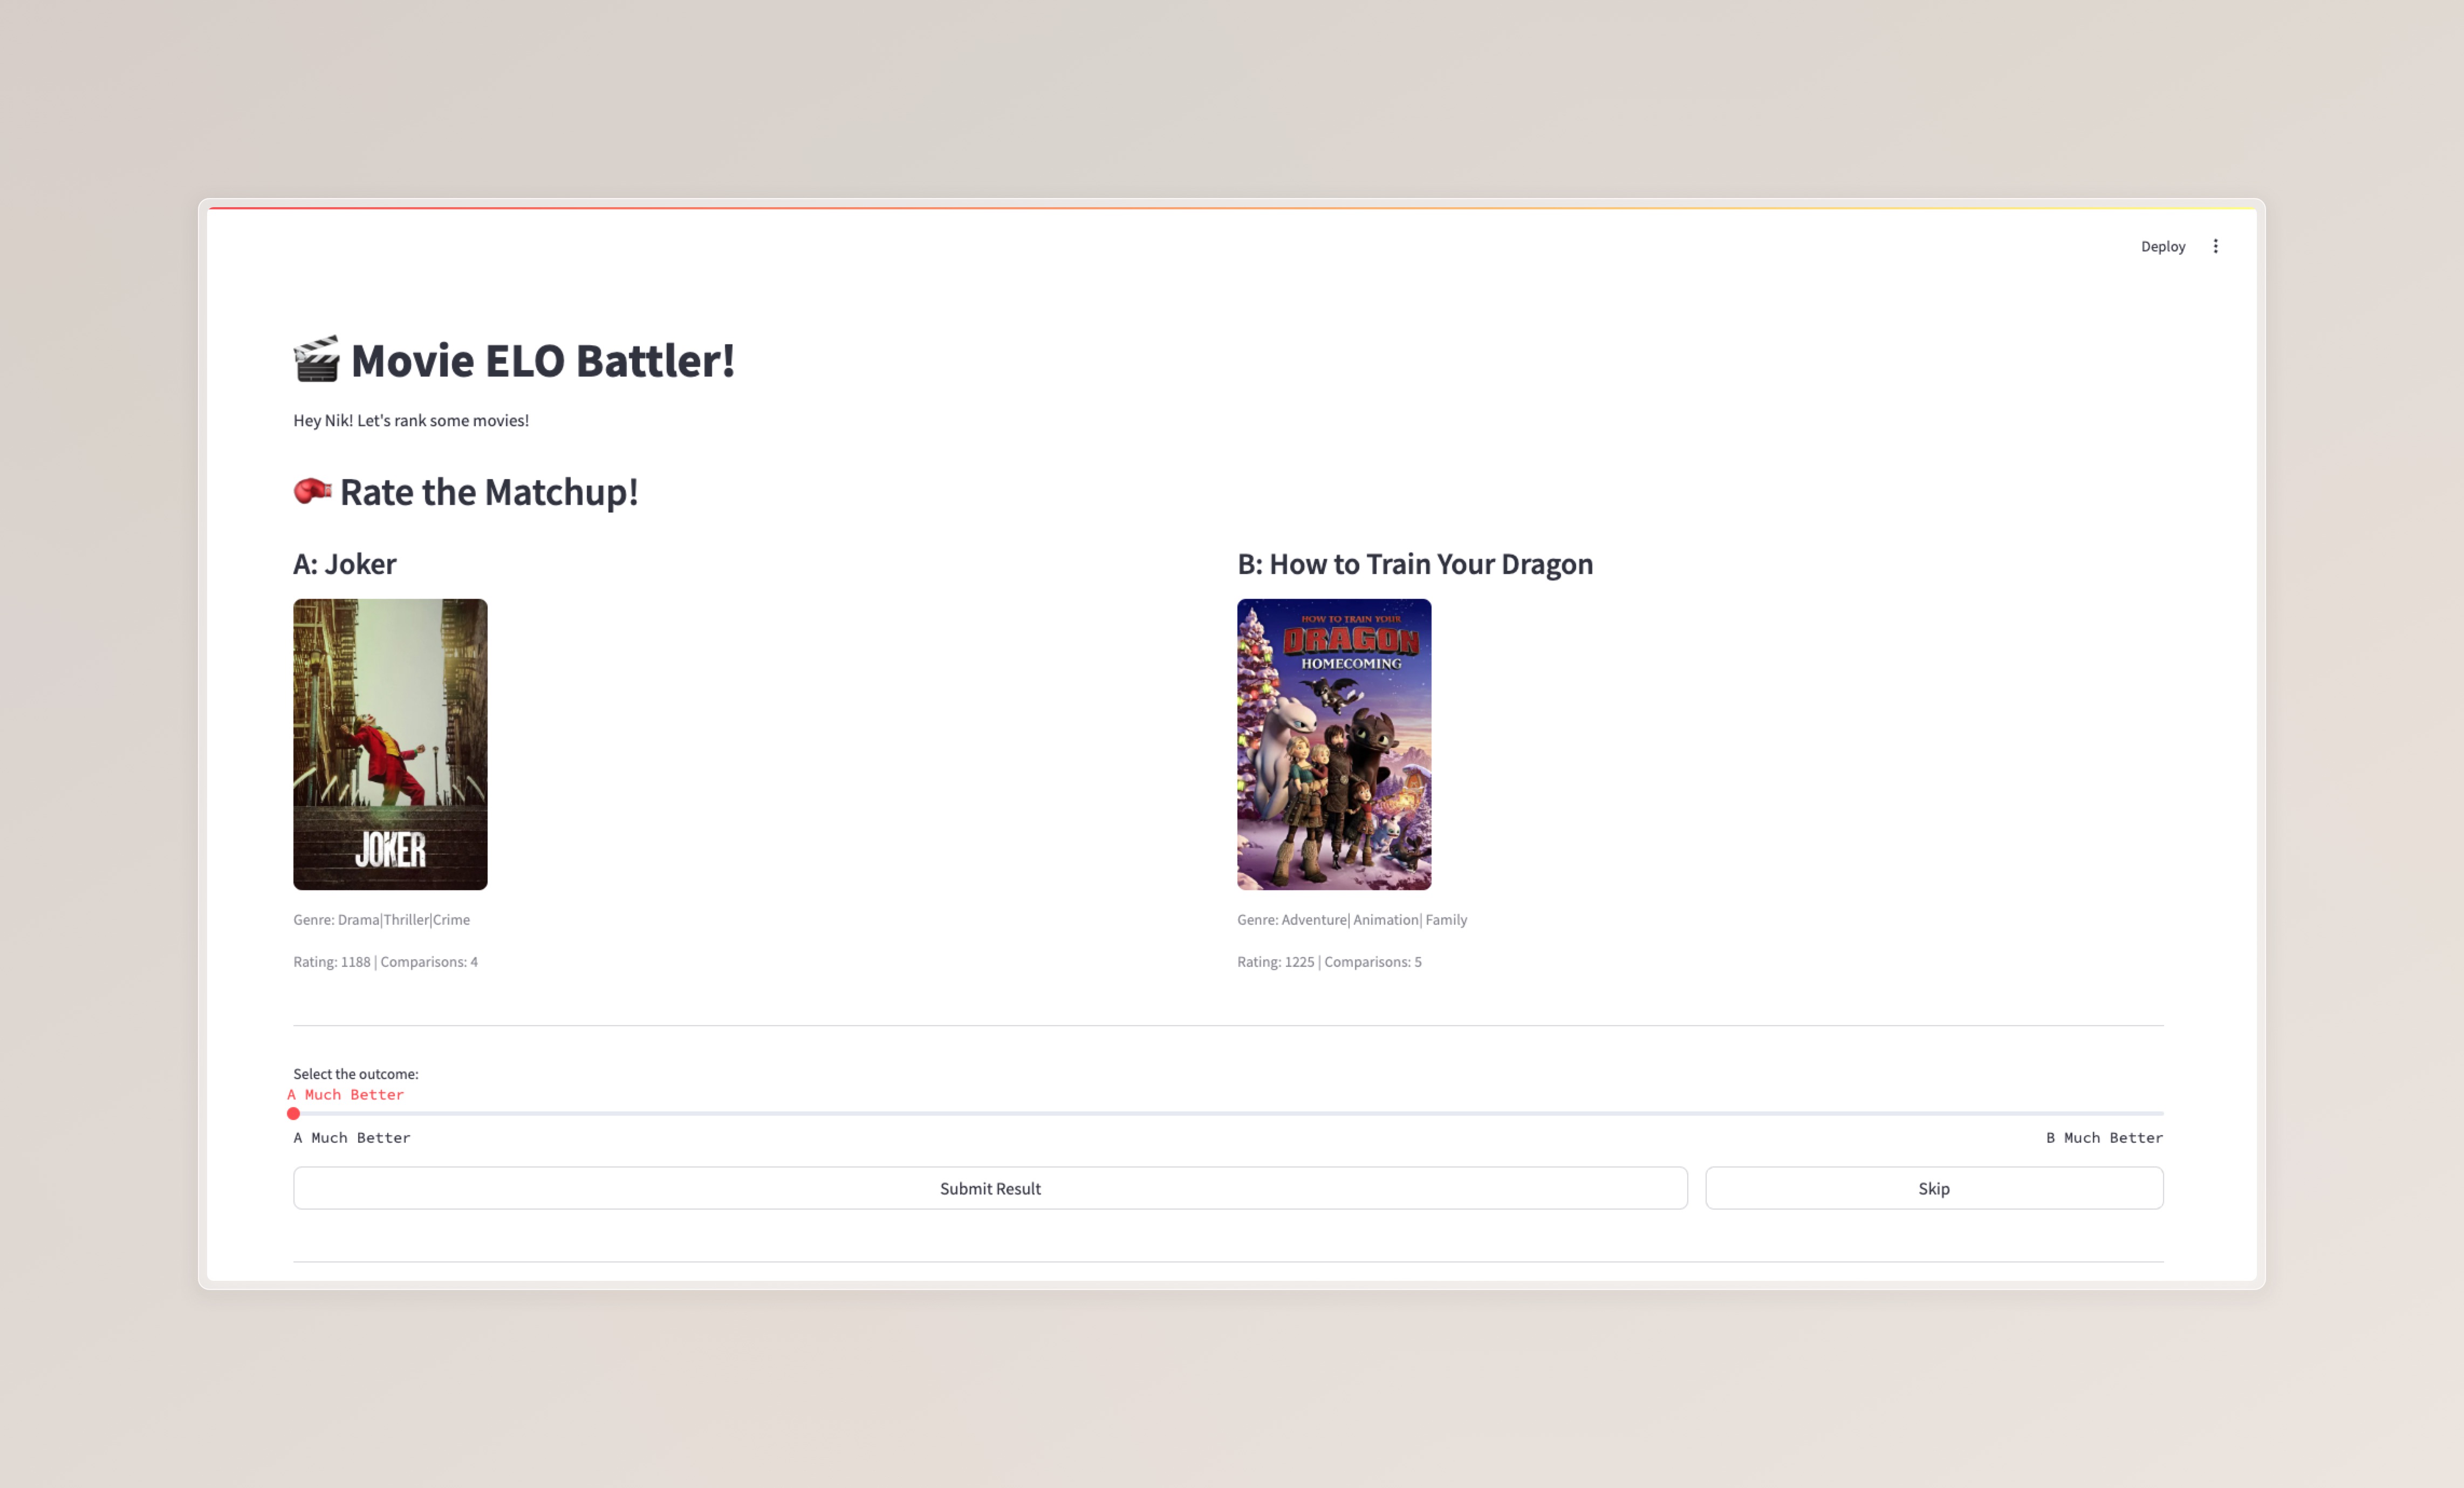 Deploy
🎬 Movie ELO Battler!
Hey Nik! Let's rank some movies!
🥊 Rate the Matchup!
A: Joker
B: How to Train Your Dragon
JOKER
HOW TO TRAIN YOUR
DRAGON
HOMECOMING
Genre: Drama|Thriller|Crime
Genre: Adventure| Animation| Family
Rating: 1188 | Comparisons: 4
Rating: 1225 | Comparisons: 5
Select the outcome:
A Much Better
A Much Better
B Much Better
Submit Result
Skip